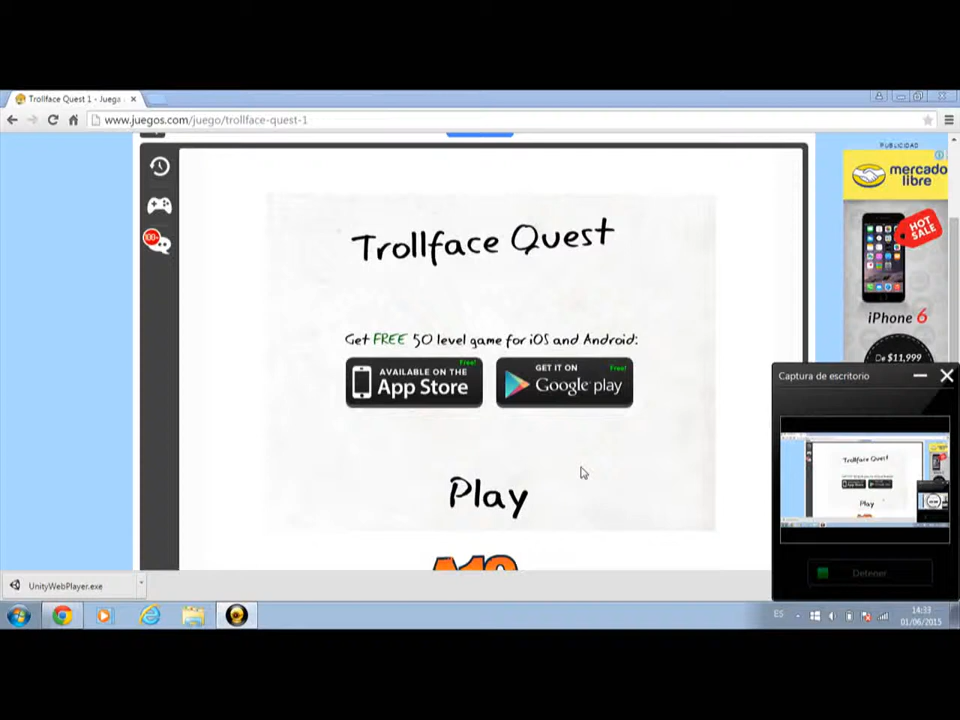 Trollface Quest 1 - Juega
www.juegos.com/juego/trollface-quest-1
PUBLICIDAD
mercado
libre
HOT
SALE
iPhone 6
De $11,999
100+
Trollface Quest
Get FREE 50 level game for iOS and Android:
Free!
AVAILABLE ON THE
App Store
Free!
GET IT ON
Google play
Play
A10
Captura de escritorio
Trollface Quest
Play
Detener
UnityWebPlayer.exe
ES
14:33
01/06/2015